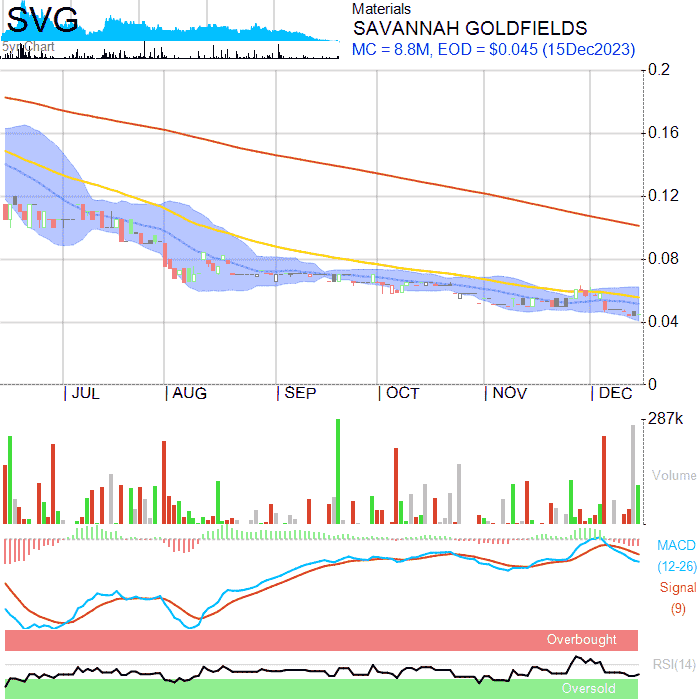 SVG
5yr Chart
Materials
SAVANNAH GOLDFIELDS
MC = 8.8M, EOD = $0.045 (15Dec2023)
0.2
0.16
0.12
0.08
0.04
0
JUL AUG SEP OCT NOV DEC
287k
Volume
MACD
(12-26)
Signal
(9)
Overbought
RSI(14)
Oversold